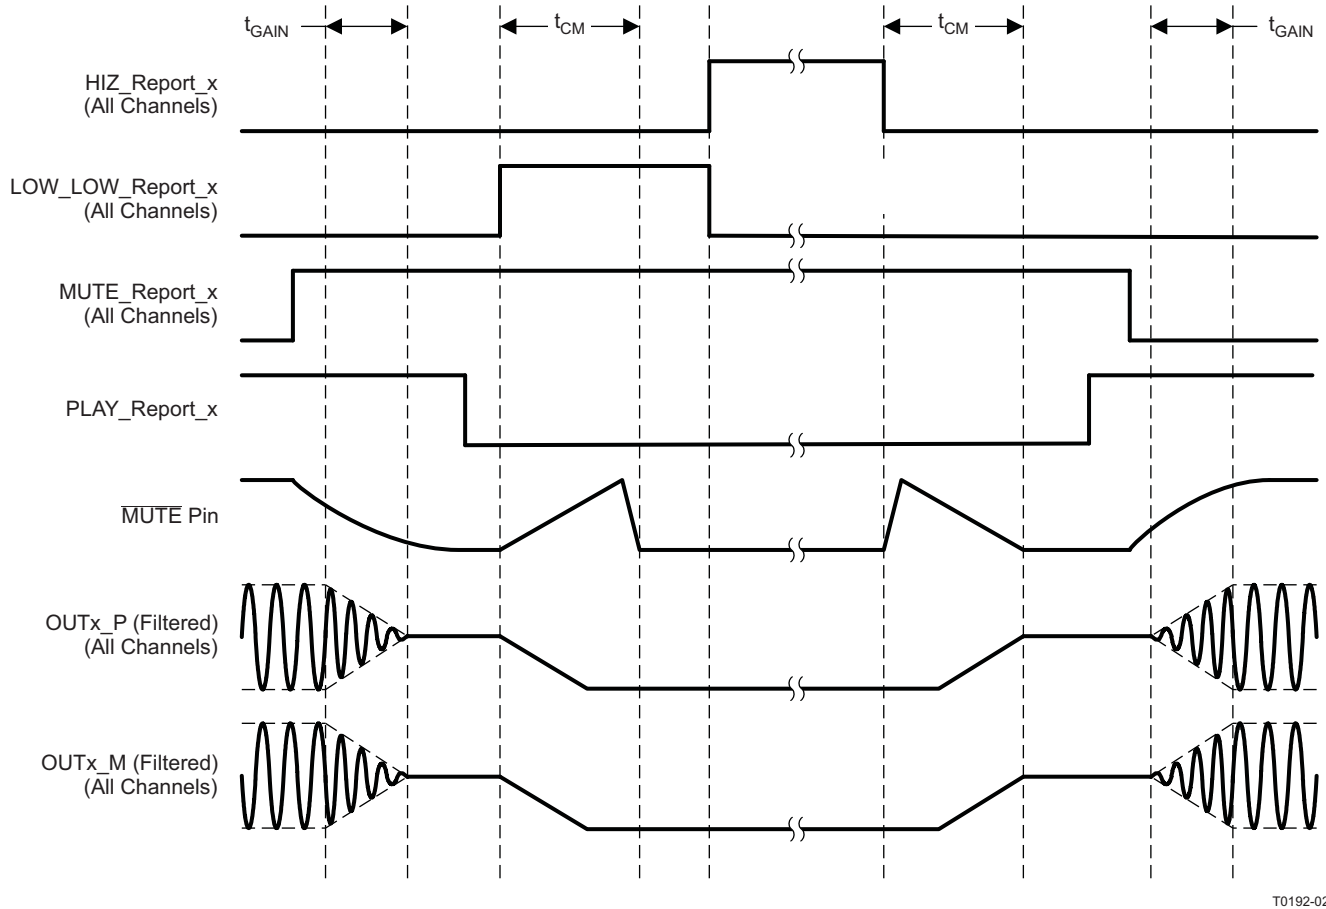 tGAIN
tCM
tCM
tGAIN
HIZ_Report_x
(All Channels)
LOW_LOW_Report_x
(All Channels)
MUTE_Report_x
(All Channels)
PLAY_Report_x
MUTE Pin
OUTx_P (Filtered)
(All Channels)
OUTx_M (Filtered)
(All Channels)
T0192-02